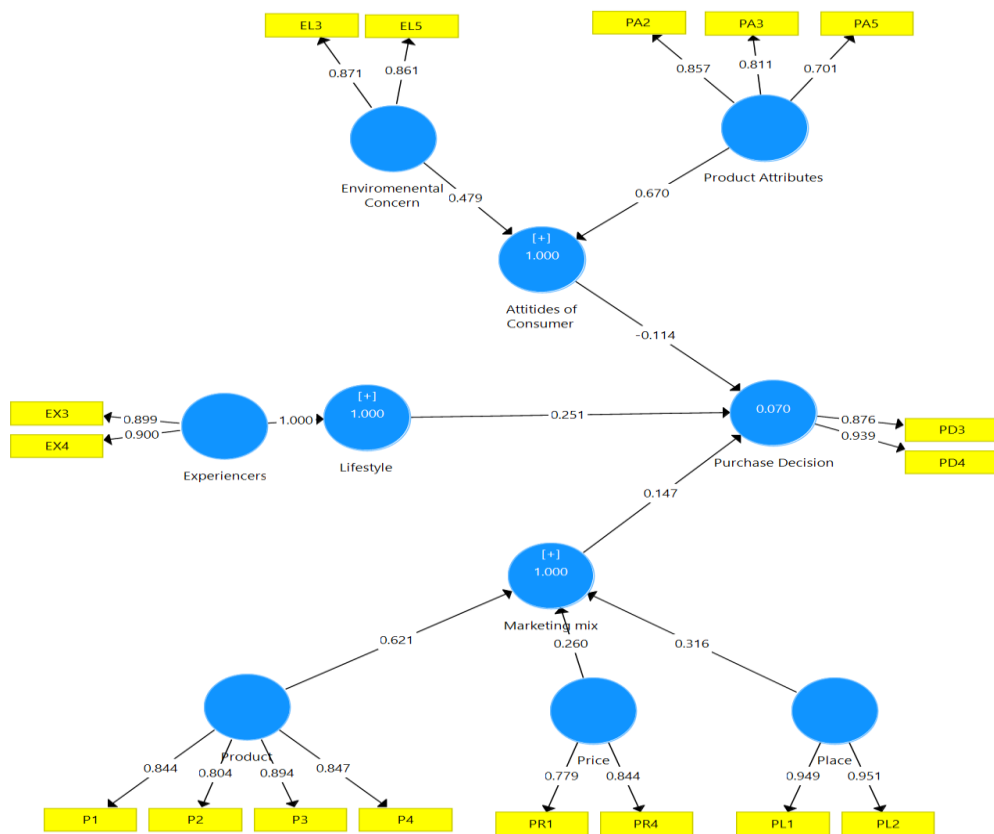 EL3
EL5
PA2
PA3
PA5
0.871
0.861
0.857
0.811
0.701
Enviromenental
Concern
Product Attributes
0.479
0.670
[+]
1.000
Attitides of
Consumer
-0.114
EX3
EX4
0.899
0.900
Experiencers
1.000
[+]
1.000
Lifestyle
0.251
0.070
Purchase Decision
0.876
0.939
PD3
PD4
0.147
[+]
1.000
Marketing mix
0.621
0.260
0.316
Product
Price
Place
0.844
0.804
0.894
0.847
0.779
0.844
0.949
0.951
P1
P2
P3
P4
PR1
PR4
PL1
PL2